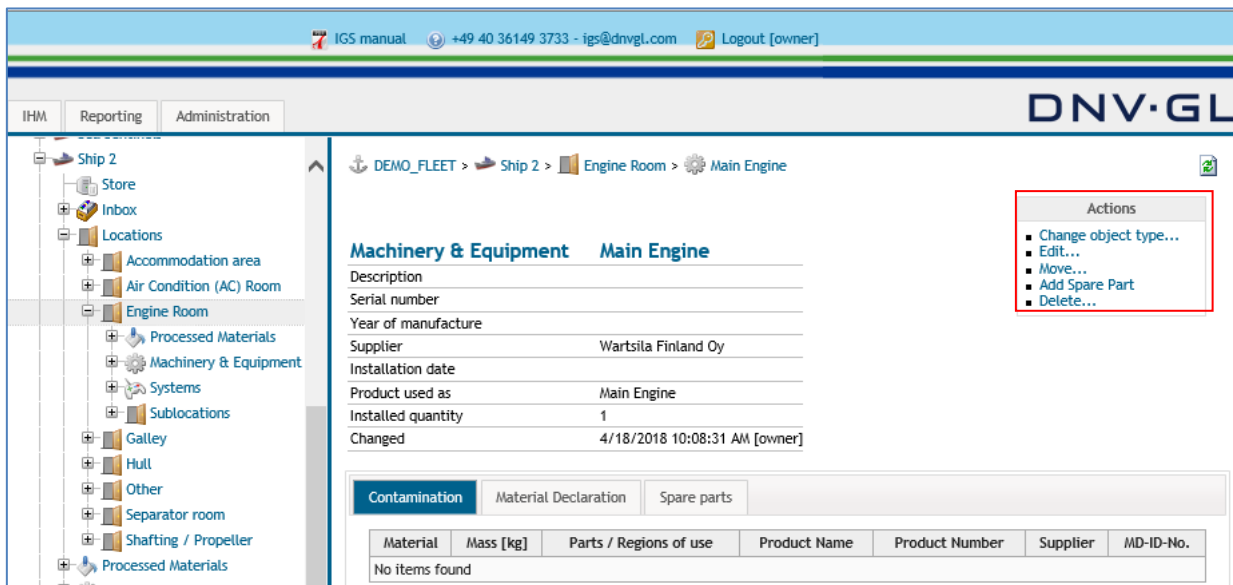 IGS manual +49 40 36149 3733 - igs@dnvgl.com Logout [owner]
DNV·GL
IHM Reporting Administration
Ship 2
Store
Inbox
Locations
Accommodation area
Air Condition (AC) Room
Engine Room
Processed Materials
Machinery & Equipment
Systems
Sublocations
Galley
Hull
Other
Separator room
Shafting / Propeller
Processed Materials
DEMO_FLEET > Ship 2 > Engine Room > Main Engine
Actions
Change object type...
Edit...
Move...
Add Spare Part
Delete...
Machinery & Equipment Main Engine
Description
Serial number
Year of manufacture
Supplier Wartsila Finland Oy
Installation date
Product used as Main Engine
Installed quantity 1
Changed 4/18/2018 10:08:31 AM [owner]
Contamination Material Declaration Spare parts
Material Mass [kg] Parts / Regions of use Product Name Product Number Supplier MD-ID-No.
No items found